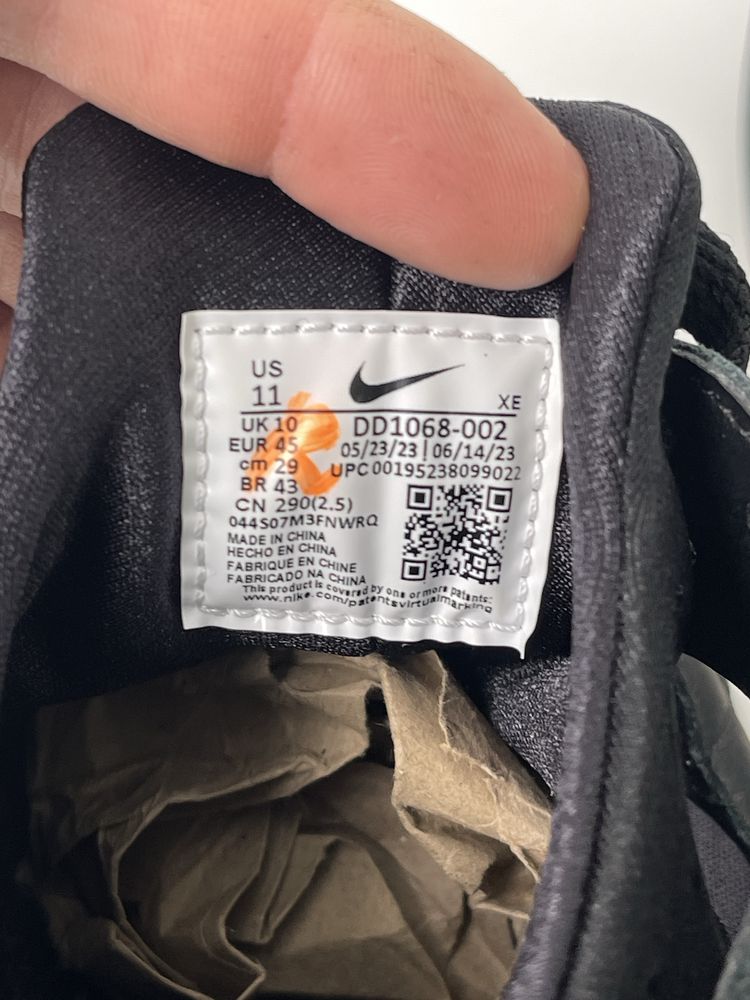 US
11
XE
UK 10
EUR 45
cm 29
BR 43
CN 290(2.5)
DD1068-002
05/23/23 | 06/14/23
UPC 00195238099022
044S07M3FNWRQ
MADE IN CHINA
HECHO EN CHINA
FABRIQUE EN CHINE
FABRICADO NA CHINA
This product is covered by one or more patents:
www.nike.com/patentsvirtualmarking